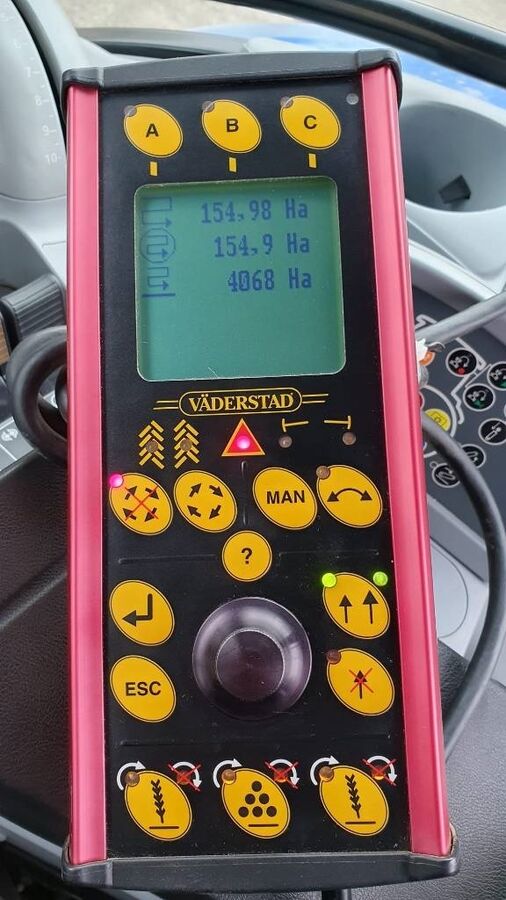 A B C
154,98 Ha
154,9 Ha
4068 Ha
VÄDERSTAD
MAN
?
ESC